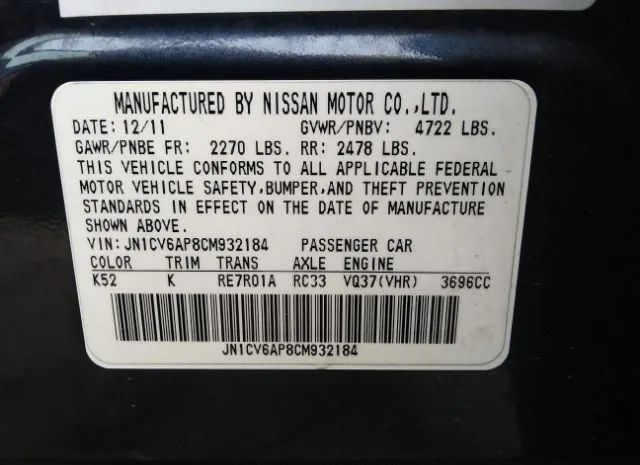 MANUFACTURED BY NISSAN MOTOR CO.,LTD.
DATE: 12/11 GVWR/PNBV: 4722 LBS.
GAWR/PNBE FR: 2270 LBS. RR: 2478 LBS.
THIS VEHICLE CONFORMS TO ALL APPLICABLE FEDERAL
MOTOR VEHICLE SAFETY,BUMPER,AND THEFT PREVENTION
STANDARDS IN EFFECT ON THE DATE OF MANUFACTURE
SHOWN ABOVE.
VIN: JN1CV6AP8CM932184 PASSENGER CAR
COLOR TRIM TRANS AXLE ENGINE
K52 K RE7R01A RC33 VQ37(VHR) 3696CC
JN1CV6AP8CM932184